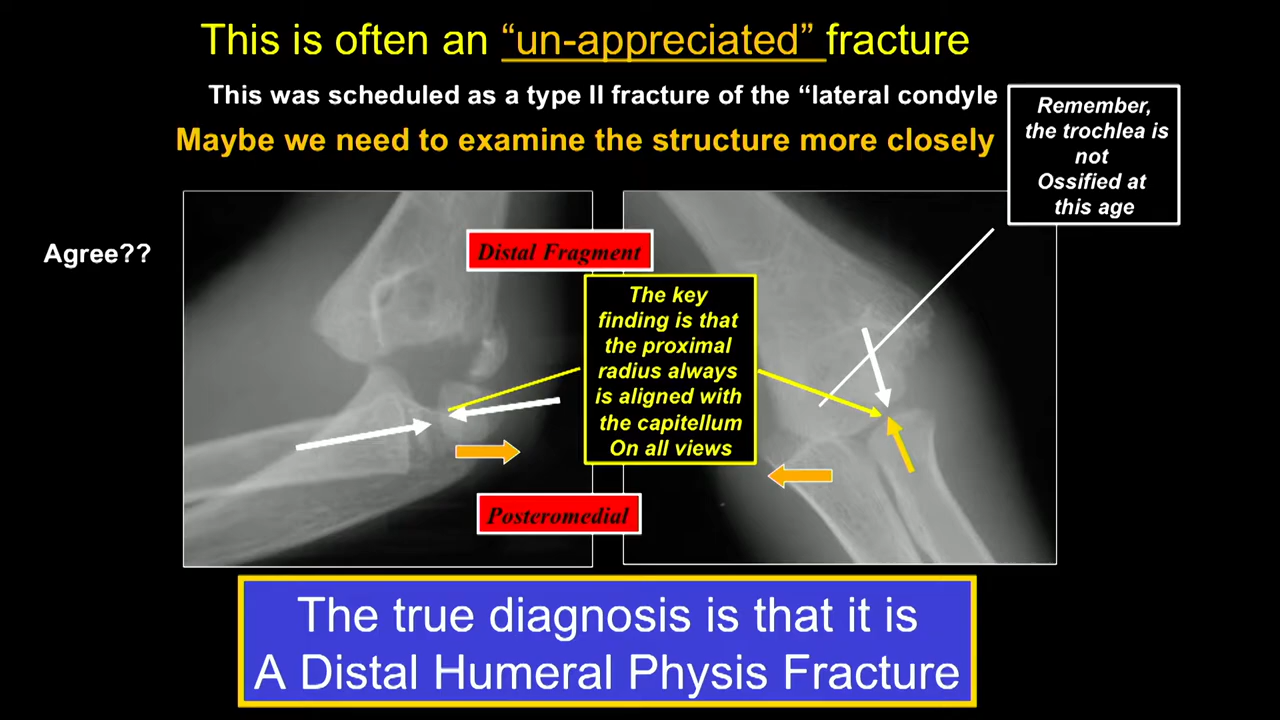 This is often an “un-appreciated” fracture
This was scheduled as a type II fracture of the “lateral condyle
Maybe we need to examine the structure more closely
Remember,
the trochlea is
not
Ossified at
this age
Agree??
Distal Fragment
The key
finding is that
the proximal
radius always
is aligned with
the capitellum
On all views
Posteromedial
The true diagnosis is that it is
A Distal Humeral Physis Fracture